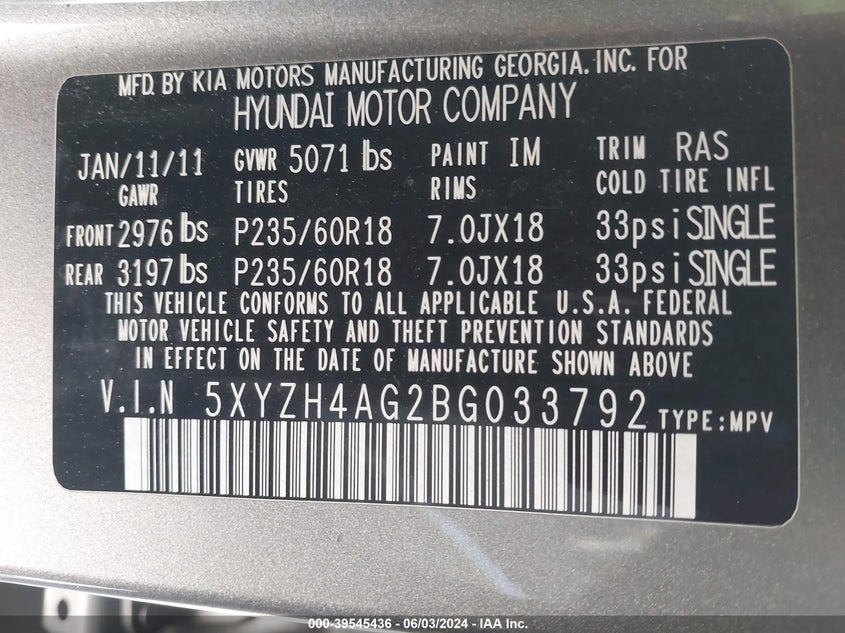 MFD. BY KIA MOTORS MANUFACTURING GEORGIA. INC. FOR
HYUNDAI MOTOR COMPANY
JAN/11/11 GVWR 5071 lbs PAINT IM TRIM RAS
GAWR TIRES RIMS COLD TIRE INFL
FRONT 2976 lbs P235/60R18 7.0JX18 33psi SINGLE
REAR 3197 lbs P235/60R18 7.0JX18 33psi SINGLE
THIS VEHICLE CONFORMS TO ALL APPLICABLE U.S.A. FEDERAL
MOTOR VEHICLE SAFETY AND THEFT PREVENTION STANDARDS
IN EFFECT ON THE DATE OF MANUFACTURE SHOWN ABOVE
V.I.N 5XYZH4AG2BG033792 TYPE:MPV
000-39545436 - 06/03/2024 - IAA Inc.